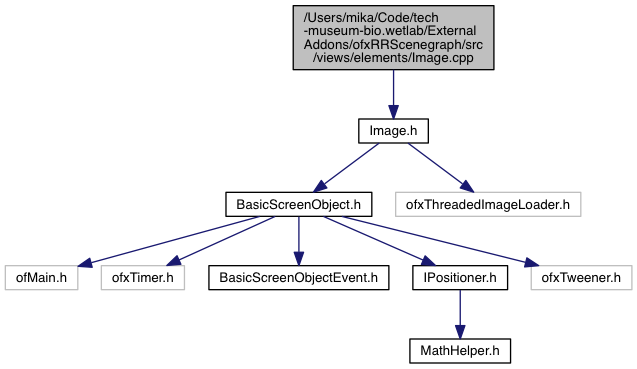 /Users/mika/Code/tech
-museum-bio.wetlab/External
Addons/ofxRRScenegraph/src
/views/elements/Image.cpp
Image.h
BasicScreenObject.h
ofxThreadedImageLoader.h
ofMain.h
ofxTimer.h
BasicScreenObjectEvent.h
IPositioner.h
ofxTweener.h
MathHelper.h